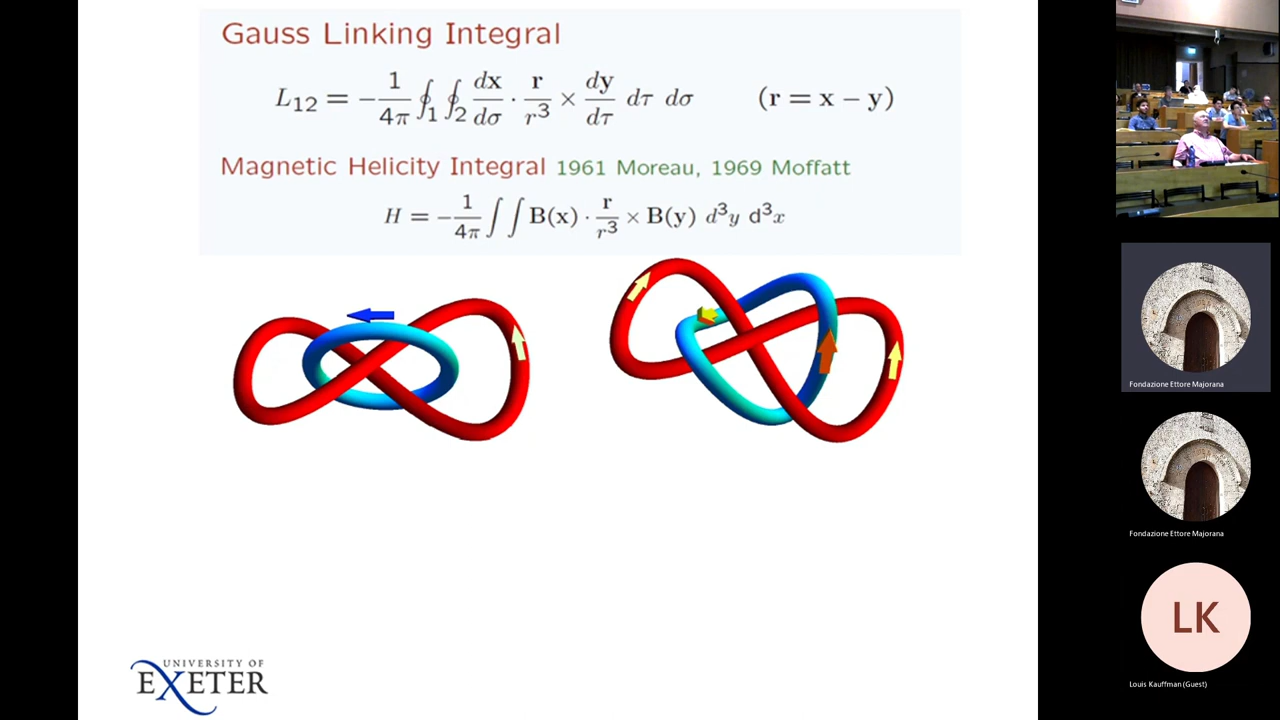 Gauss Linking Integral
L₁₂ = −1/4π ∮₁ ∮₂ dx/dσ · r/r³ × dy/dτ dτ dσ (r = x − y)
Magnetic Helicity Integral 1961 Moreau, 1969 Moffatt
H = −1/4π ∫ ∫ B(x) · r/r³ × B(y) d³y d³x
UNIVERSITY OF
EXETER
Fondazione Ettore Majorana
Fondazione Ettore Majorana
LK
Louis Kauffman (Guest)